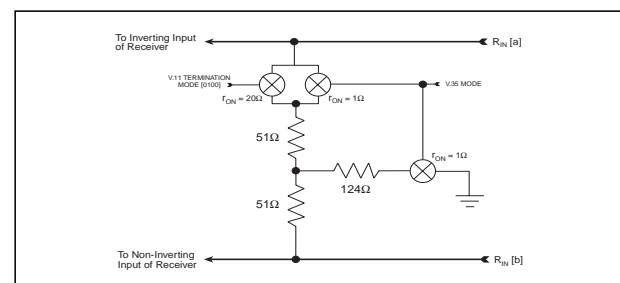 To Inverting Input
of Receiver
R_IN [a]
V.11 TERMINATION
MODE [0100]
V.35 MODE
r_ON = 20Ω
r_ON = 1Ω
51Ω
r_ON = 1Ω
124Ω
51Ω
To Non-Inverting
Input of Receiver
R_IN [b]